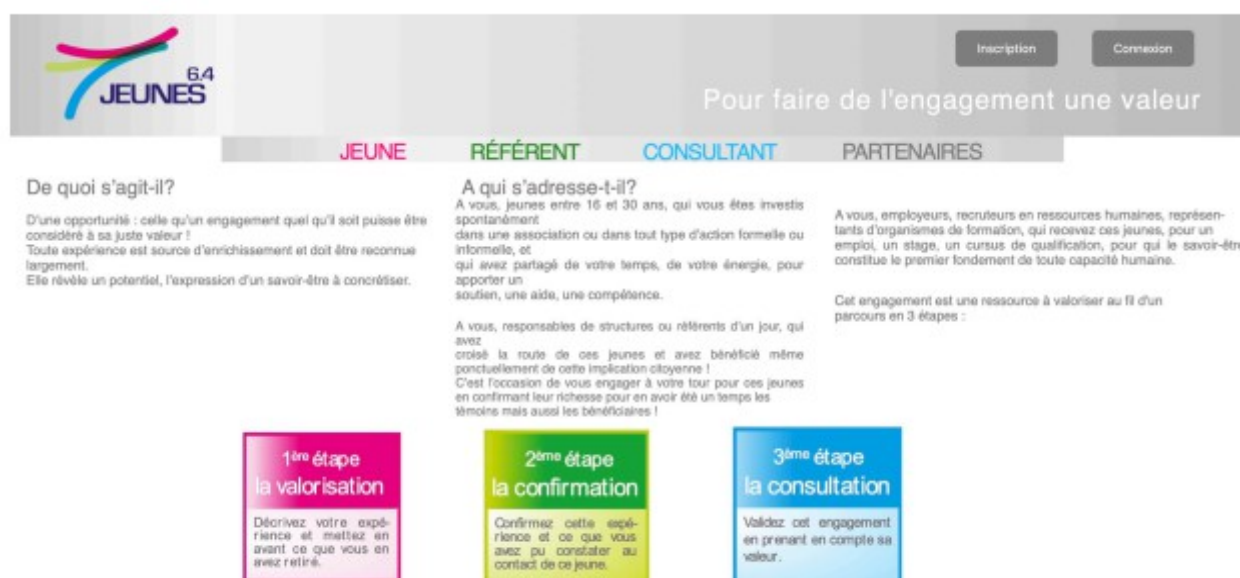 6.4
JEUNES
Inscription
Connexion
Pour faire de l'engagement une valeur
JEUNE
RÉFÉRENT
CONSULTANT
PARTENAIRES
De quoi s'agit-il?
D'une opportunité : celle qu'un engagement quel qu'il soit puisse être
considéré à sa juste valeur !
Toute expérience est source d'enrichissement et doit être reconnue
largement.
Elle révèle un potentiel, l'expression d'un savoir-être à concrétiser.
A qui s'adresse-t-il?
A vous, jeunes entre 16 et 30 ans, qui vous êtes investis
spontanément
dans une association ou dans tout type d'action formelle ou
informelle, et
qui avez partagé de votre temps, de votre énergie, pour
apporter un
soutien, une aide, une compétence.
A vous, responsables de structures ou référents d'un jour, qui
avez
croisé la route de ces jeunes et avez bénéficié même
ponctuellement de cette implication citoyenne !
C'est l'occasion de vous engager à votre tour pour ces jeunes
en confirmant leur richesse pour en avoir été un temps les
témoins mais aussi les bénéficiaires !
A vous, employeurs, recruteurs en ressources humaines, représen-
tants d'organismes de formation, qui recevez ces jeunes, pour un
emploi, un stage, un cursus de qualification, pour qui le savoir-être
constitue le premier fondement de toute capacité humaine.
Cet engagement est une ressource à valoriser au fil d'un
parcours en 3 étapes :
1ère étape
la valorisation
Décrivez votre expé-
rience et mettez en
avant ce que vous en
avez retiré.
2ème étape
la confirmation
Confirmez cette expé-
rience et ce que vous
avez pu constater au
contact de ce jeune.
3ème étape
la consultation
Validez cet engagement
en prenant en compte sa
valeur.